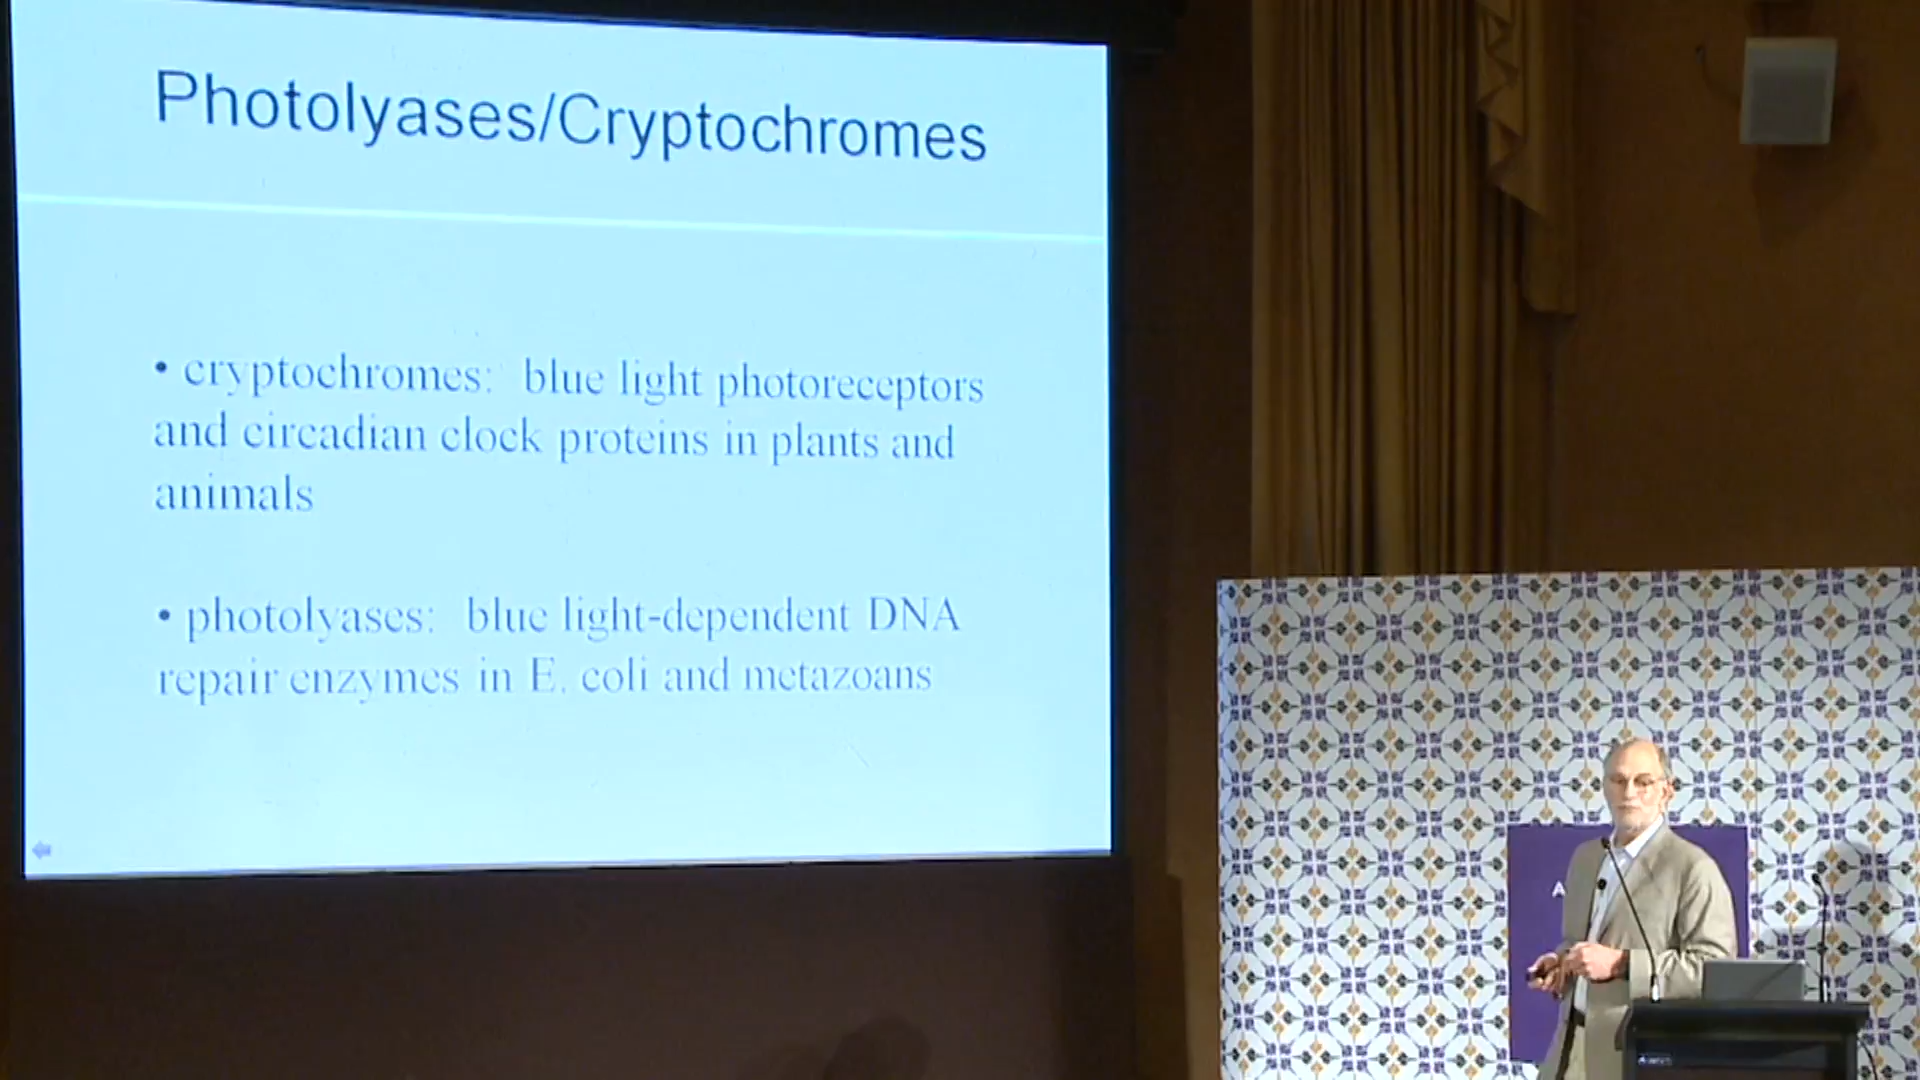 Photolyases/Cryptochromes
• cryptochromes: blue light photoreceptors
and circadian clock proteins in plants and
animals
• photolyases: blue light-dependent DNA
repair enzymes in E. coli and metazoans
A